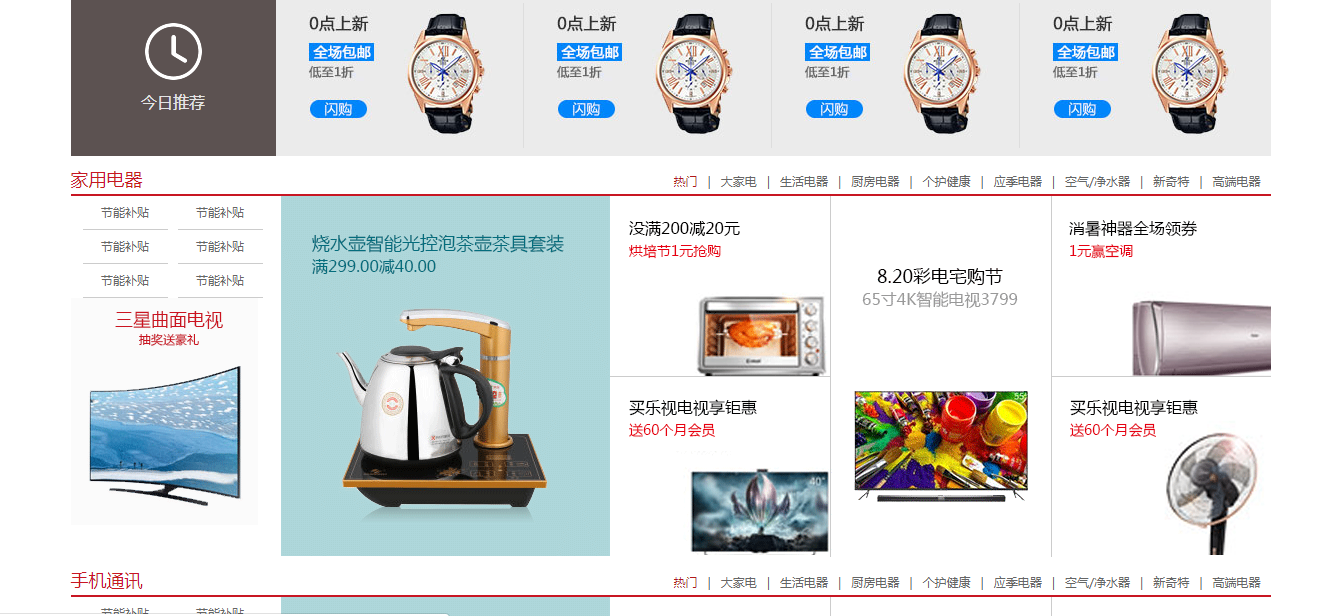 今日推荐
0点上新
全场包邮
低至1折
闪购
0点上新
全场包邮
低至1折
闪购
0点上新
全场包邮
低至1折
闪购
0点上新
全场包邮
低至1折
闪购
家用电器
热门 | 大家电 | 生活电器 | 厨房电器 | 个护健康 | 应季电器 | 空气/净水器 | 新奇特 | 高端电器
节能补贴 节能补贴
节能补贴 节能补贴
节能补贴 节能补贴
三星曲面电视
抽奖送豪礼
烧水壶智能光控泡茶壶茶具套装
满299.00减40.00
没满200减20元
烘培节1元抢购
买乐视电视享钜惠
送60个月会员
40"
8.20彩电宅购节
65寸4K智能电视3799
55"
消暑神器全场领券
1元赢空调
买乐视电视享钜惠
送60个月会员
手机通讯
热门 | 大家电 | 生活电器 | 厨房电器 | 个护健康 | 应季电器 | 空气/净水器 | 新奇特 | 高端电器
节能补贴 节能补贴